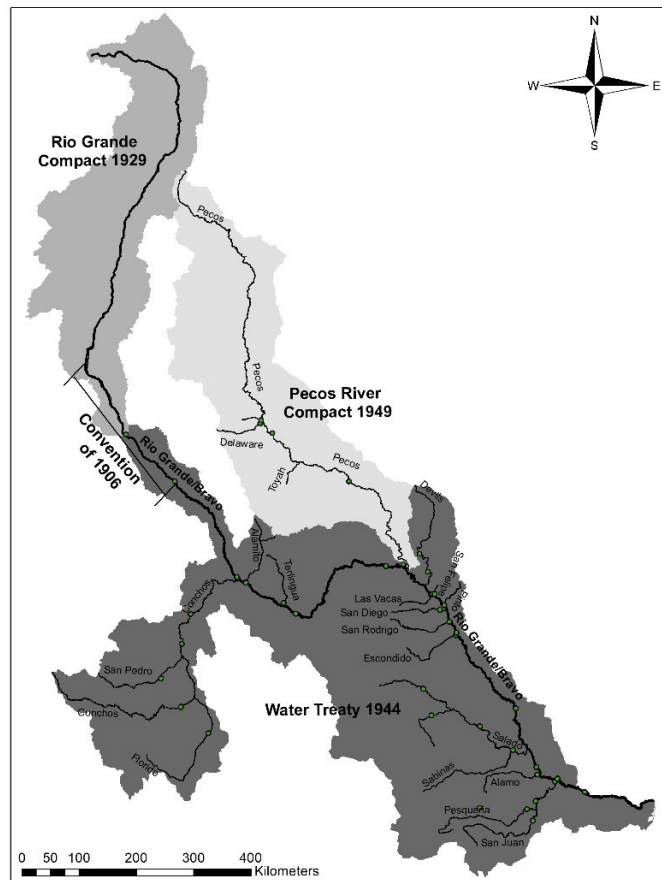 N
W
E
S
Rio Grande
Compact 1929
Pecos
Pecos
Pecos River
Compact 1949
Delaware
Toyah
Pecos
Convention
of 1906
Rio Grande/Bravo
Devils
San Felipe
Pinto
Alamito
Terlingua
Conchos
Las Vacas
San Diego
San Rodrigo
Escondido
Rio Grande/Bravo
San Pedro
Conchos
Floride
Water Treaty 1944
Salado
Sabinas
Alamo
Pesqueria
San Juan
0 25 50 100 200 300 400
Kilometers